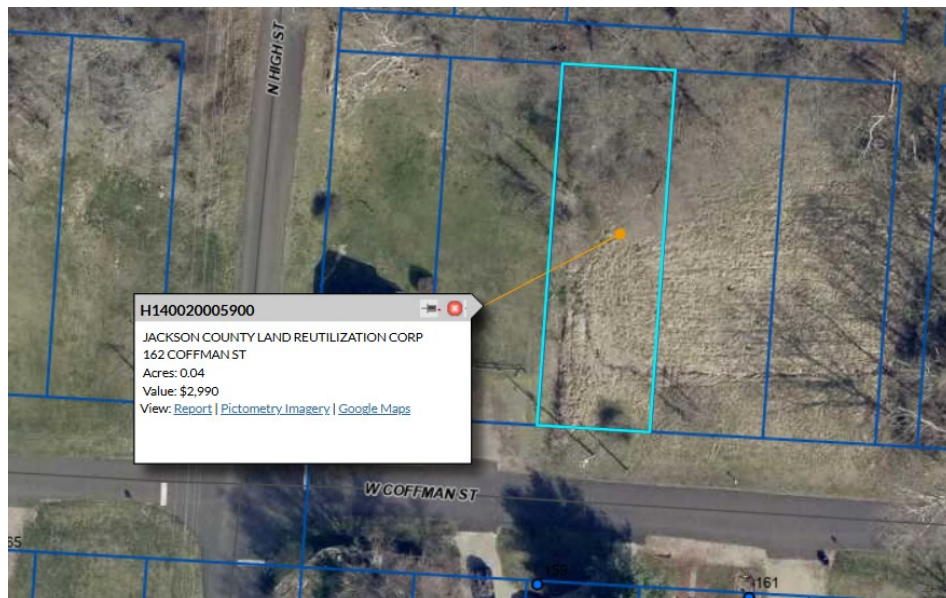 N HIGH ST
H140020005900
JACKSON COUNTY LAND REUTILIZATION CORP
162 COFFMAN ST
Acres: 0.04
Value: $2,990
View: Report | Pictometry Imagery | Google Maps
W COFFMAN ST
65
159
161